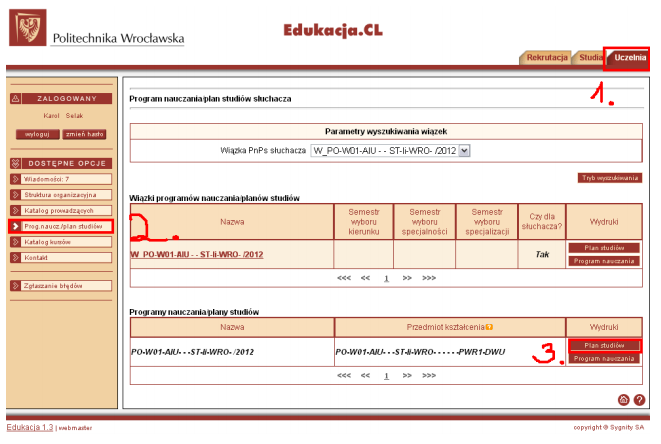 Politechnika Wrocławska
Edukacja.CL
Rekrutacja Studia Uczelnia
1.
ZALOGOWANY
Karol Selak
wyloguj zmień hasło
DOSTĘPNE OPCJE
Wiadomości: 7
Struktura organizacyjna
Katalog prowadzących
Prog.naucz./plan studiów
Katalog kursów
Kontakt
Zgłaszanie błędów
Program nauczania/plan studiów słuchacza
Parametry wyszukiwania wiązek
Wiązka PnPs słuchacza W_PO-W01-AIU - - ST-Ii-WRO- /2012
Tryb wyszukiwania
Wiązki programów nauczania/planów studiów
2.
Nazwa Semestr wyboru kierunku Semestr wyboru specjalności Semestr wyboru specjalizacji Czy dla słuchacza? Wydruki
W_PO-W01-AIU - - ST-Ii-WRO- /2012 Tak Plan studiów
Program nauczania
<<< << 1 >> >>>
Programy nauczania/plany studiów
Nazwa Przedmiot kształcenia Wydruki
PO-W01-AIU- - -ST-Ii-WRO- /2012 PO-W01-AIU- - -ST-Ii-WRO- - - - -PWR1-DWU 3. Plan studiów
Program nauczania
<<< << 1 >> >>>
Edukacja 1.3 | webmaster
copyright © Sygnity SA